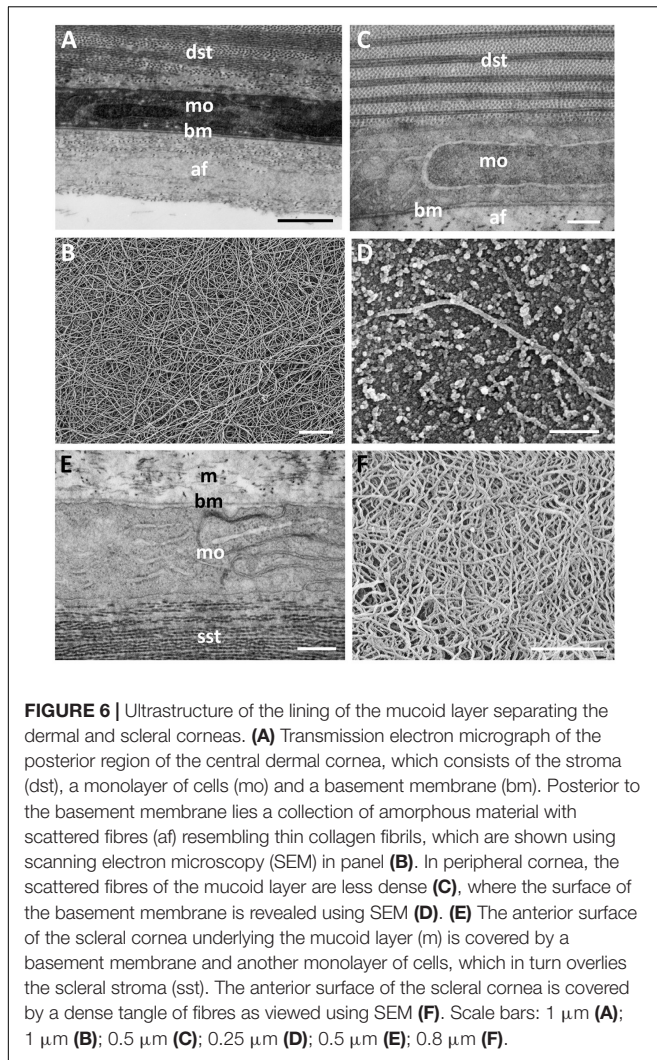 A
dst
mo
bm
af
C
dst
mo
bm
af
B
D
E
m
bm
mo
sst
F
FIGURE 6 | Ultrastructure of the lining of the mucoid layer separating the
dermal and scleral corneas. (A) Transmission electron micrograph of the
posterior region of the central dermal cornea, which consists of the stroma
(dst), a monolayer of cells (mo) and a basement membrane (bm). Posterior to
the basement membrane lies a collection of amorphous material with
scattered fibres (af) resembling thin collagen fibrils, which are shown using
scanning electron microscopy (SEM) in panel (B). In peripheral cornea, the
scattered fibres of the mucoid layer are less dense (C), where the surface of
the basement membrane is revealed using SEM (D). (E) The anterior surface
of the scleral cornea underlying the mucoid layer (m) is covered by a
basement membrane and another monolayer of cells, which in turn overlies
the scleral stroma (sst). The anterior surface of the scleral cornea is covered
by a dense tangle of fibres as viewed using SEM (F). Scale bars: 1 μm (A);
1 μm (B); 0.5 μm (C); 0.25 μm (D); 0.5 μm (E); 0.8 μm (F).